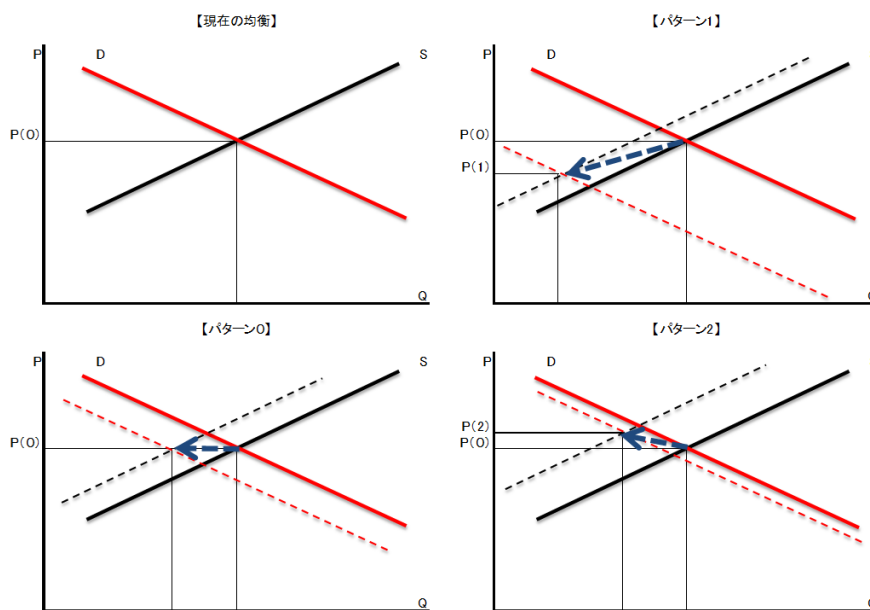 【現在の均衡】
P
D
S
P(0)
Q
【パターン1】
P
D
P(0)
P(1)
Q
【パターン0】
P
D
S
P(0)
Q
【パターン2】
P
D
P(2)
P(0)
Q